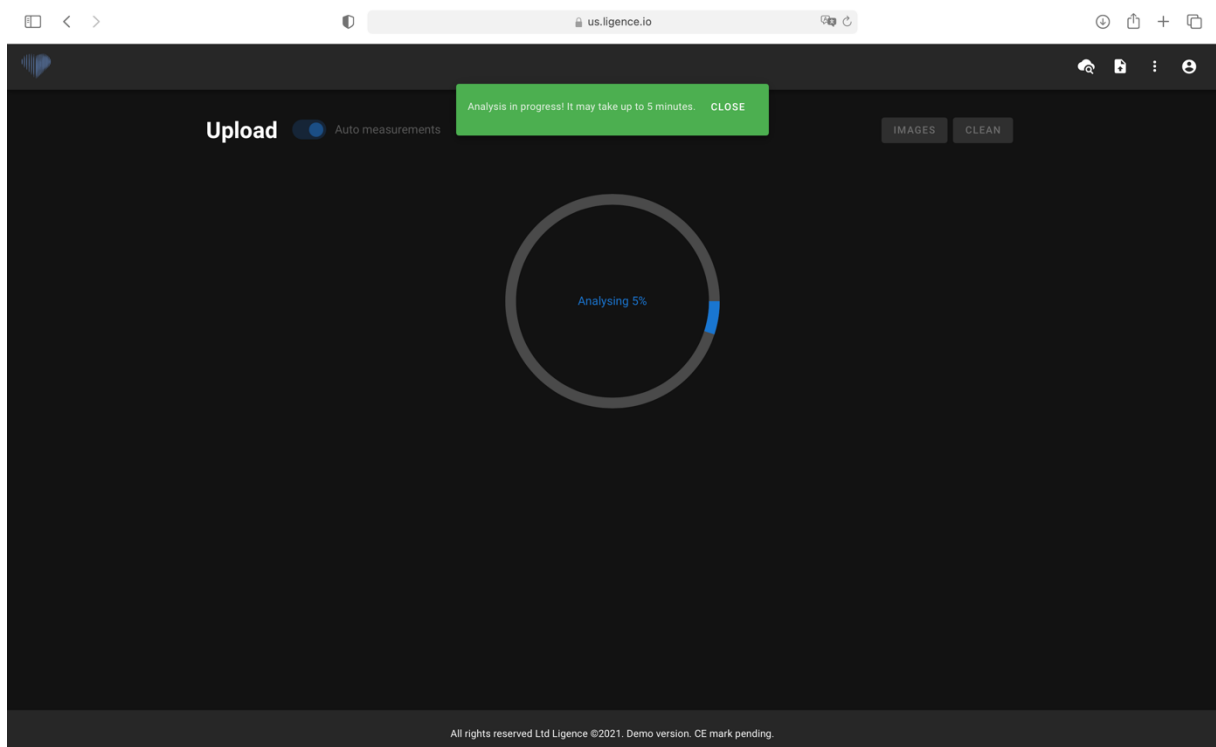 us.ligence.io
Analysis in progress! It may take up to 5 minutes. CLOSE
Upload Auto measurements
IMAGES CLEAN
Analysing 5%
All rights reserved Ltd Ligence ©2021. Demo version. CE mark pending.